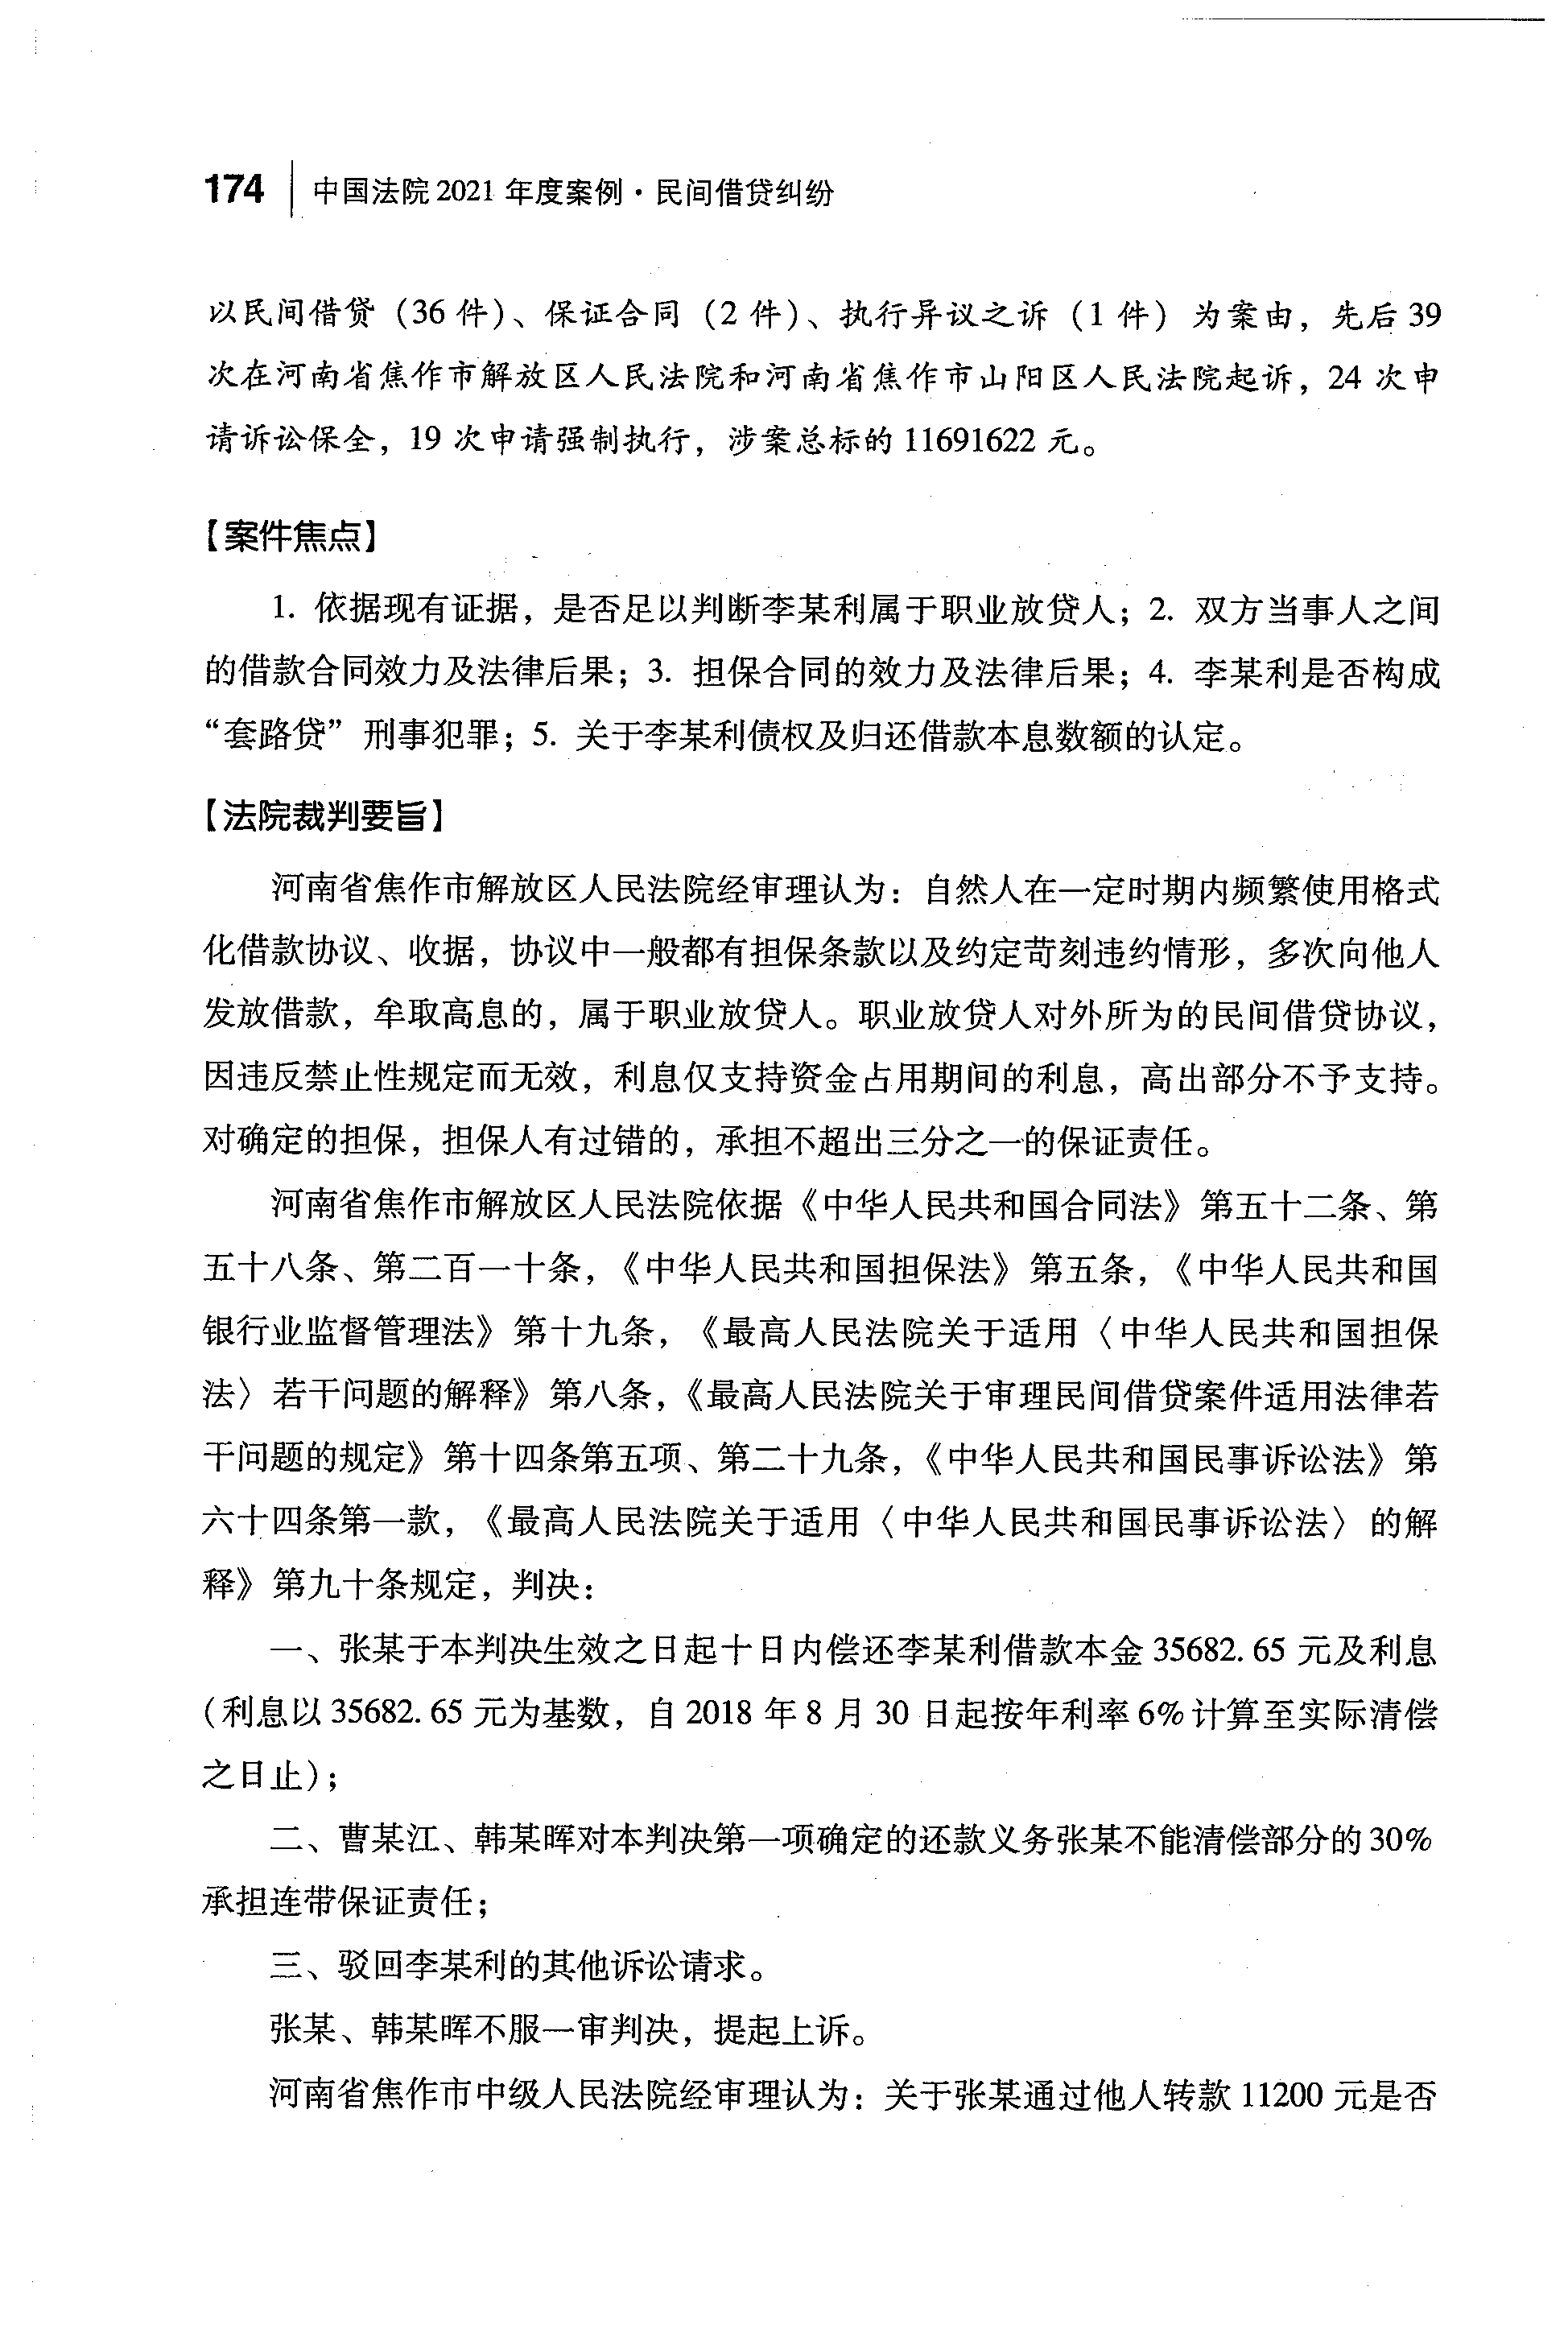 174 中国法院2021年度案例·民间借贷纠纷
以民间借贷（36件）、保证合同（2件）、执行异议之诉（1件）为案由，先后39
次在河南省焦作市解放区人民法院和河南省焦作市山阳区人民法院起诉，24次申
请诉讼保全，19次申请强制执行，涉案总标的11691622元。
【案件焦点】
1. 依据现有证据，是否足以判断李某利属于职业放贷人；2. 双方当事人之间
的借款合同效力及法律后果；3. 担保合同的效力及法律后果；4. 李某利是否构成
“套路贷”刑事犯罪；5. 关于李某利债权及归还借款本息数额的认定。
【法院裁判要旨】
河南省焦作市解放区人民法院经审理认为：自然人在一定时期内频繁使用格式
化借款协议、收据，协议中一般都有担保条款以及约定苛刻违约情形，多次向他人
发放借款，牟取高息的，属于职业放贷人。职业放贷人对外所为的民间借贷协议，
因违反禁止性规定而无效，利息仅支持资金占用期间的利息，高出部分不予支持。
对确定的担保，担保人有过错的，承担不超出三分之一的保证责任。
河南省焦作市解放区人民法院依据《中华人民共和国合同法》第五十二条、第
五十八条、第二百一十条，《中华人民共和国担保法》第五条，《中华人民共和国
银行业监督管理法》第十九条，《最高人民法院关于适用〈中华人民共和国担保
法〉若干问题的解释》第八条，《最高人民法院关于审理民间借贷案件适用法律若
干问题的规定》第十四条第五项、第二十九条，《中华人民共和国民事诉讼法》第
六十四条第一款，《最高人民法院关于适用〈中华人民共和国民事诉讼法〉的解
释》第九十条规定，判决：
一、张某于本判决生效之日起十日内偿还李某利借款本金35682.65元及利息
（利息以35682.65元为基数，自2018年8月30日起按年利率6%计算至实际清偿
之日止）；
二、曹某江、韩某晖对本判决第一项确定的还款义务张某不能清偿部分的30%
承担连带保证责任；
三、驳回李某利的其他诉讼请求。
张某、韩某晖不服一审判决，提起上诉。
河南省焦作市中级人民法院经审理认为：关于张某通过他人转款11200元是否